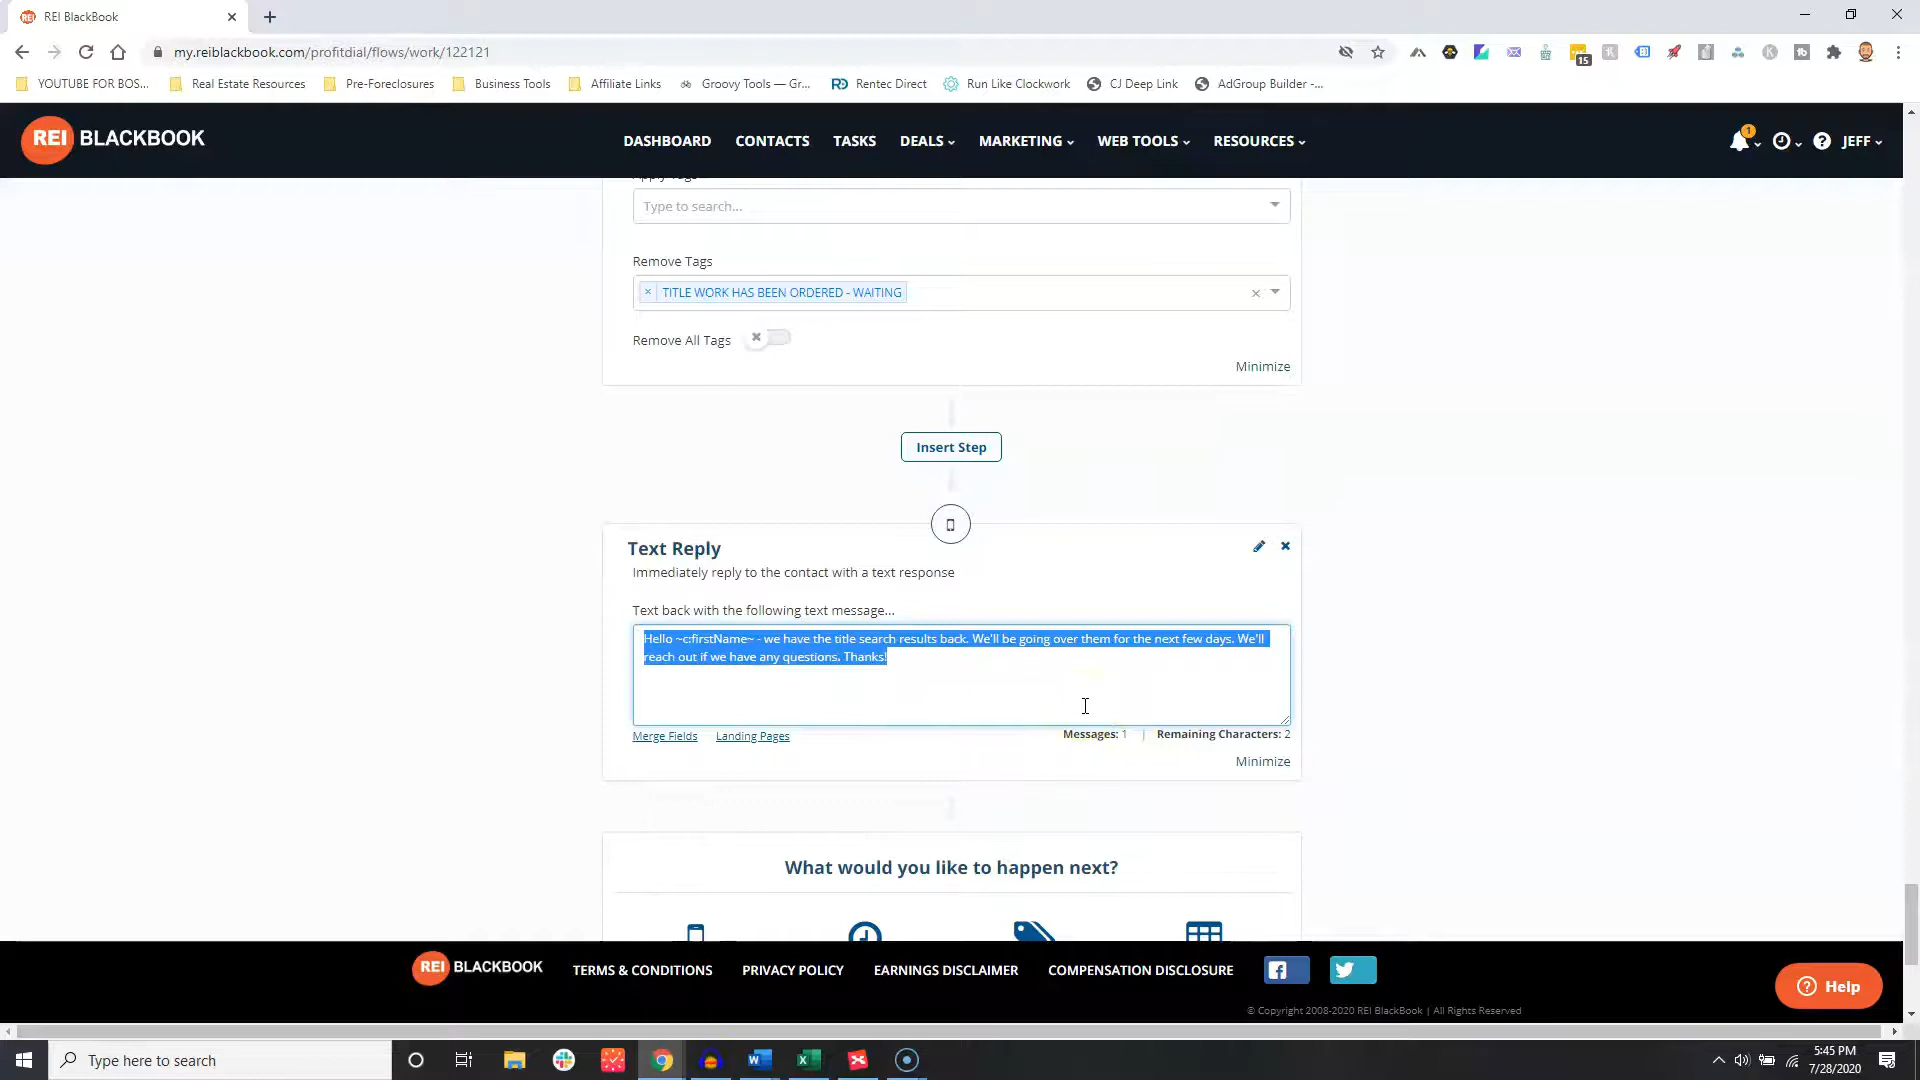 REI BlackBook
my.reiblackbook.com/profitdial/flows/work/122121
15
YOUTUBE FOR BOS...
Real Estate Resources
Pre-Foreclosures
Business Tools
Affiliate Links
Groovy Tools — Gr...
Rentec Direct
Run Like Clockwork
CJ Deep Link
AdGroup Builder -...
REI BLACKBOOK
DASHBOARD
CONTACTS
TASKS
DEALS
MARKETING
WEB TOOLS
RESOURCES
1
JEFF
Apply Tags
Type to search...
Remove Tags
× TITLE WORK HAS BEEN ORDERED - WAITING
Remove All Tags
Minimize
Insert Step
Text Reply
Immediately reply to the contact with a text response
Text back with the following text message...
Hello ~c:firstName~ - we have the title search results back. We'll be going over them for the next few days. We'll
reach out if we have any questions. Thanks!
Merge Fields
Landing Pages
Messages: 1 | Remaining Characters: 2
Minimize
What would you like to happen next?
REI BLACKBOOK
TERMS & CONDITIONS
PRIVACY POLICY
EARNINGS DISCLAIMER
COMPENSATION DISCLOSURE
Help
© Copyright 2008-2020 REI BlackBook | All Rights Reserved
Type here to search
5:45 PM
7/28/2020